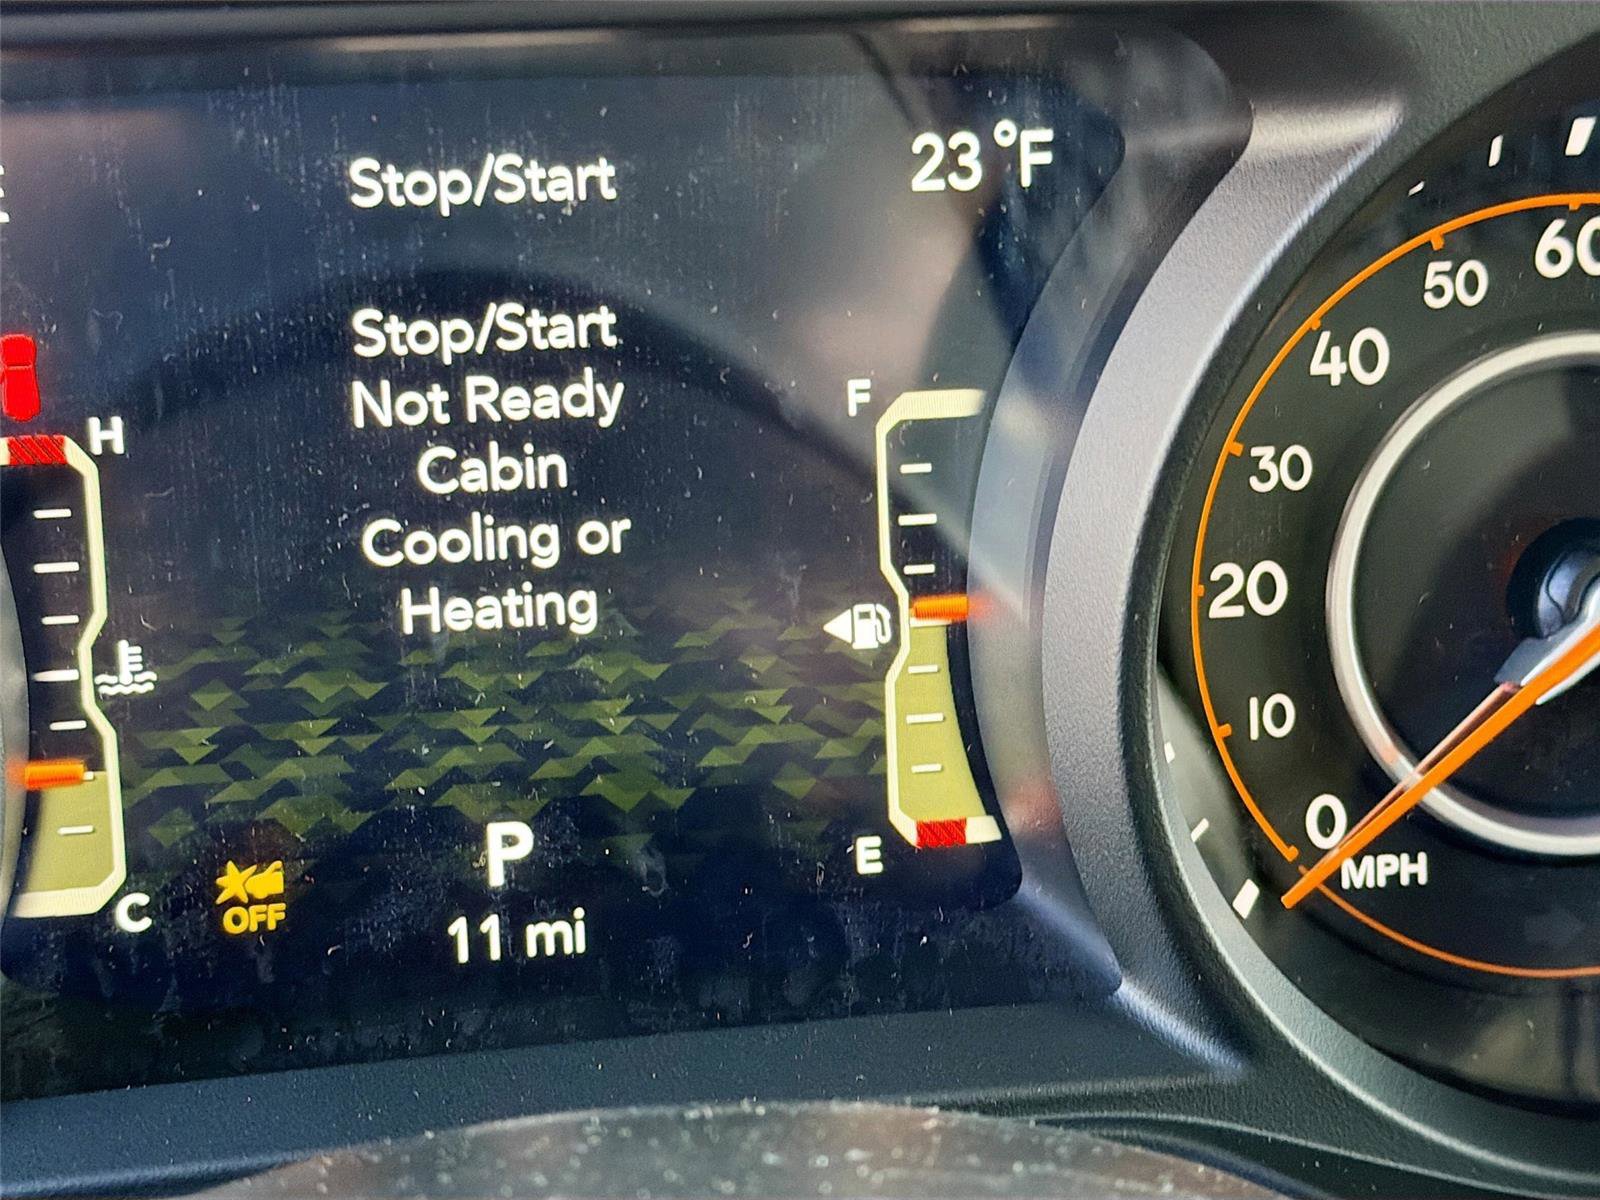 Stop/Start
23 °F
Stop/Start
Not Ready
Cabin
Cooling or
Heating
H
C
F
E
OFF
P
11 mi
60
50
40
30
20
10
0
MPH